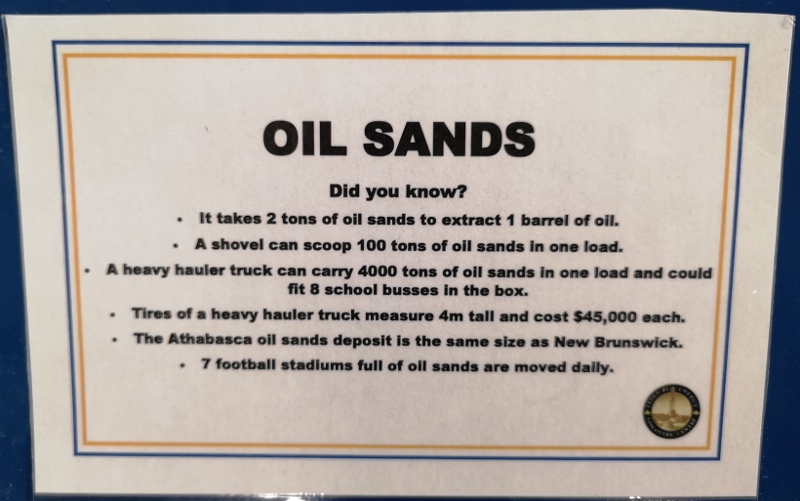 OIL SANDS
Did you know?
• It takes 2 tons of oil sands to extract 1 barrel of oil.
• A shovel can scoop 100 tons of oil sands in one load.
• A heavy hauler truck can carry 4000 tons of oil sands in one load and could
fit 8 school busses in the box.
• Tires of a heavy hauler truck measure 4m tall and cost $45,000 each.
• The Athabasca oil sands deposit is the same size as New Brunswick.
• 7 football stadiums full of oil sands are moved daily.